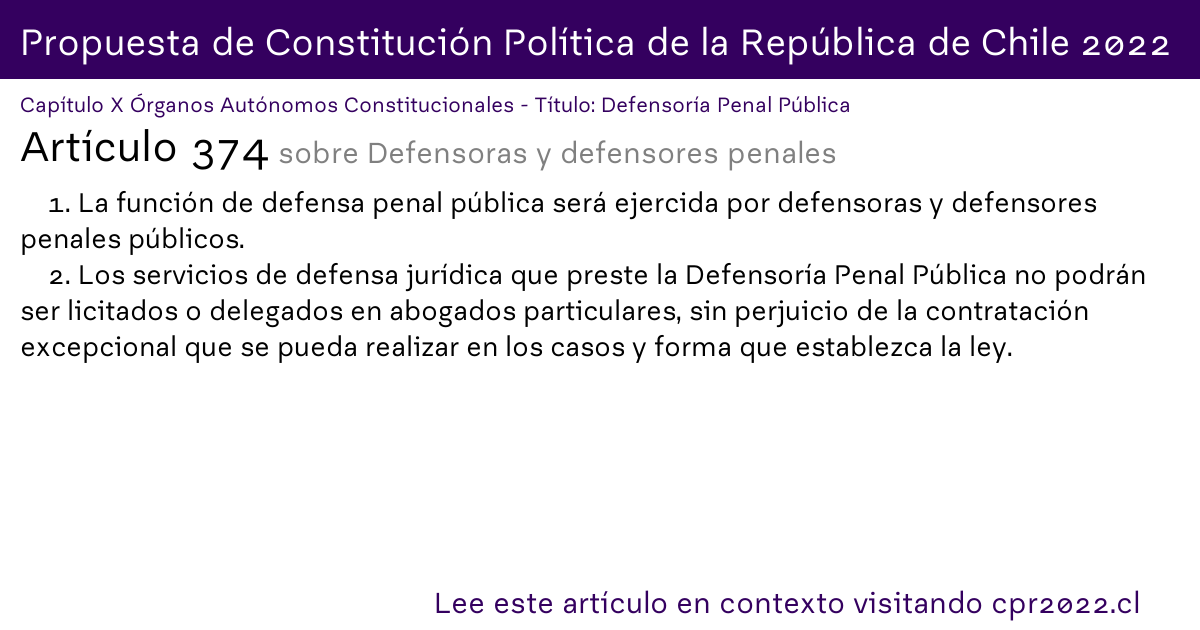 Propuesta de Constitución Política de la República de Chile 2022
Capítulo X Órganos Autónomos Constitucionales - Título: Defensoría Penal Pública
Artículo 374 sobre Defensoras y defensores penales
1. La función de defensa penal pública será ejercida por defensoras y defensores
penales públicos.
2. Los servicios de defensa jurídica que preste la Defensoría Penal Pública no podrán
ser licitados o delegados en abogados particulares, sin perjuicio de la contratación
excepcional que se pueda realizar en los casos y forma que establezca la ley.
Lee este artículo en contexto visitando cpr2022.cl